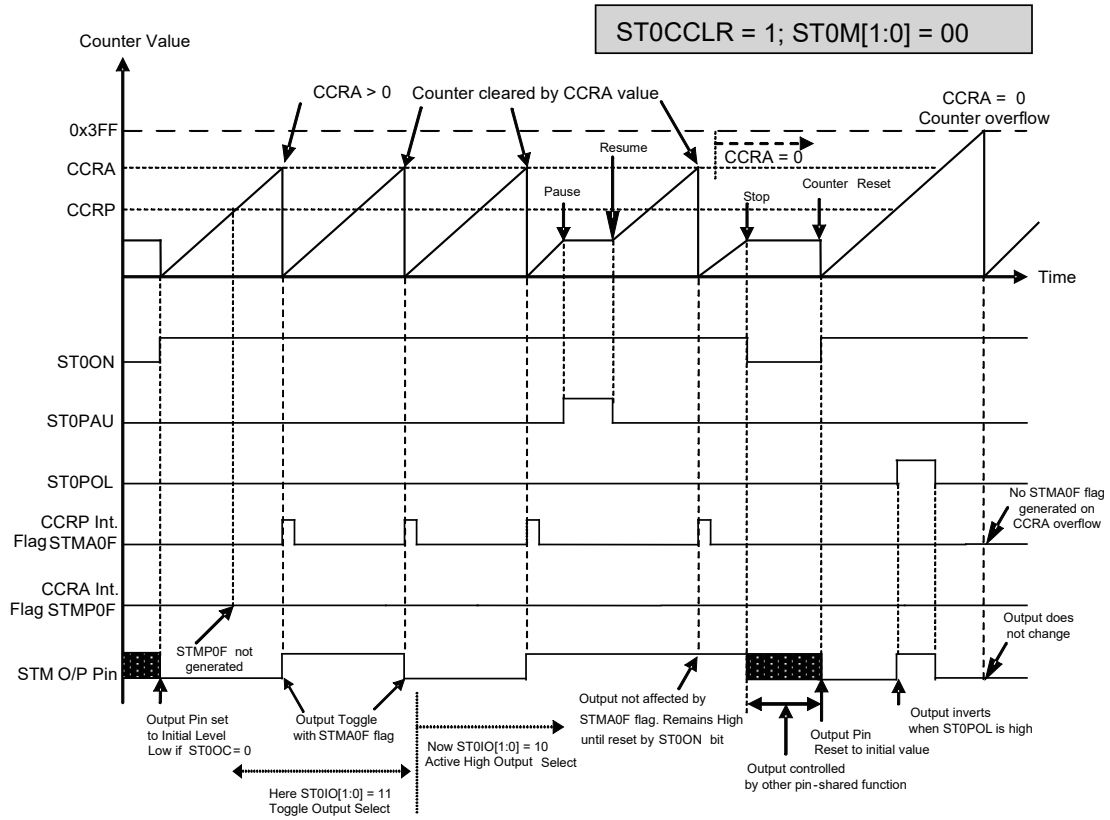 ST0CCLR = 1; ST0M[1:0] = 00
Counter Value
CCRA > 0
Counter cleared by CCRA value
CCRA = 0
Counter overflow
0x3FF
Resume
CCRA = 0
CCRA
Pause
Stop
Counter Reset
CCRP
Time
ST0ON
ST0PAU
ST0POL
No STMA0F flag
generated on
CCRA overflow
CCRP Int.
Flag STMA0F
CCRA Int.
Flag STMP0F
STMP0F not
generated
Output does
not change
STM O/P Pin
Output Pin set
to Initial Level
Low if ST0OC=0
Output Toggle
with STMA0F flag
Now ST0IO[1:0] = 10
Active High Output Select
Output not affected by
STMA0F flag. Remains High
until reset by ST0ON bit
Output Pin
Reset to initial value
Output inverts
when ST0POL is high
Output controlled
by other pin-shared function
Here ST0IO[1:0] = 11
Toggle Output Select